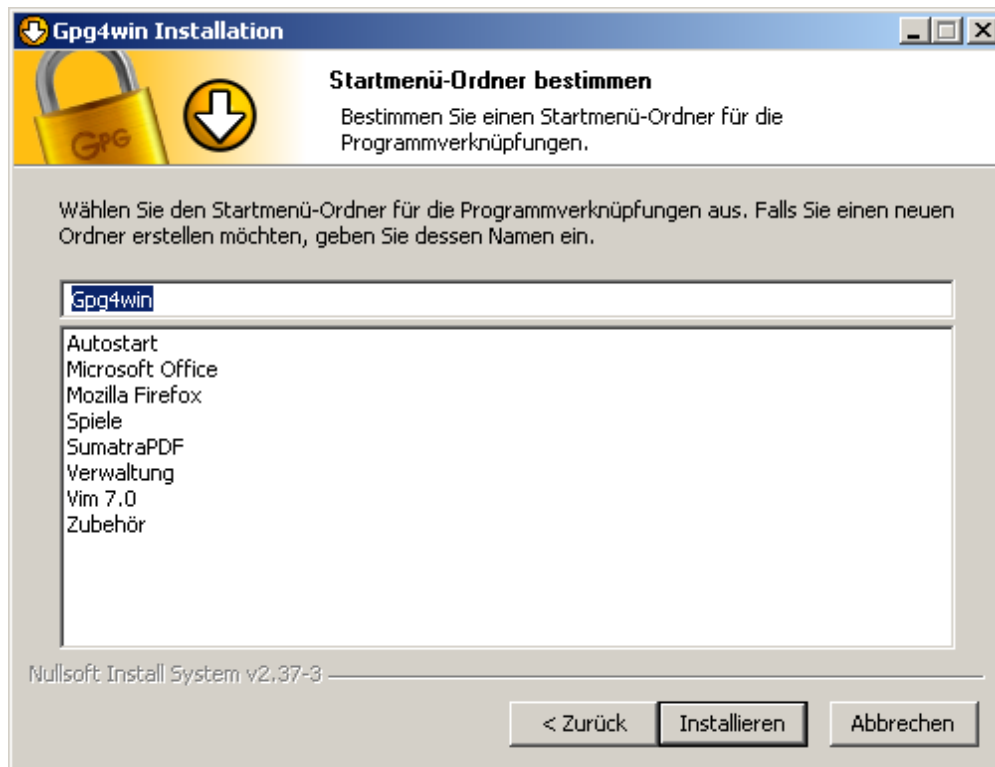 Gpg4win Installation
GPG
Startmenü-Ordner bestimmen
Bestimmen Sie einen Startmenü-Ordner für die
Programmverknüpfungen.
Wählen Sie den Startmenü-Ordner für die Programmverknüpfungen aus. Falls Sie einen neuen
Ordner erstellen möchten, geben Sie dessen Namen ein.
Gpg4win
Autostart
Microsoft Office
Mozilla Firefox
Spiele
SumatraPDF
Verwaltung
Vim 7.0
Zubehör
Nullsoft Install System v2.37-3
< Zurück Installieren Abbrechen